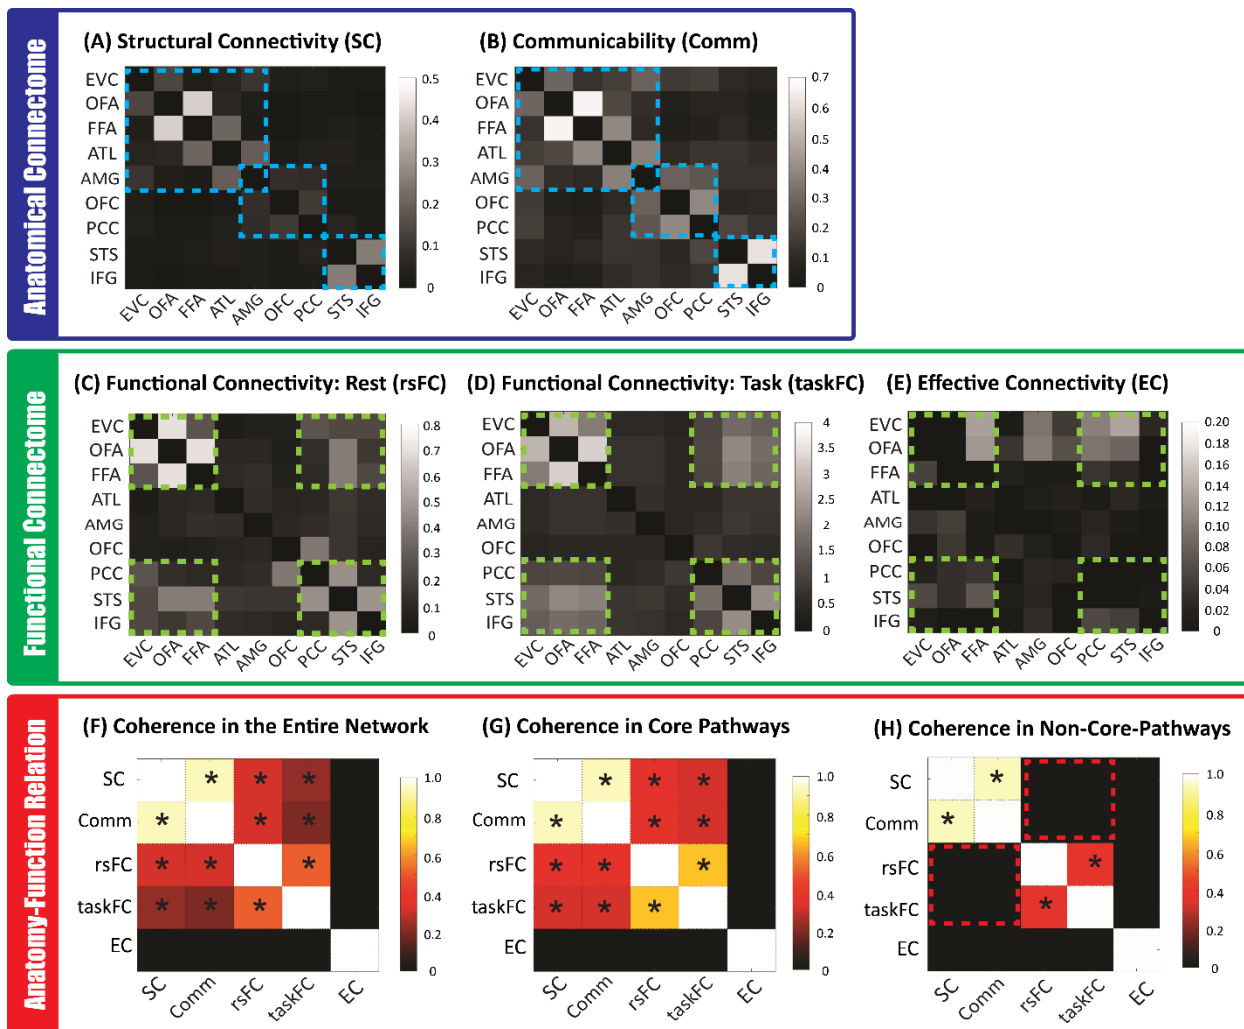 Anatomical Connectome
(A) Structural Connectivity (SC)
EVC
OFA
FFA
ATL
AMG
OFC
PCC
STS
IFG
EVC OFA FFA ATL AMG OFC PCC STS IFG
0.5
0.4
0.3
0.2
0.1
0
(B) Communicability (Comm)
EVC
OFA
FFA
ATL
AMG
OFC
PCC
STS
IFG
EVC OFA FFA ATL AMG OFC PCC STS IFG
0.7
0.6
0.5
0.4
0.3
0.2
0.1
0
Functional Connectome
(C) Functional Connectivity: Rest (rsFC)
EVC
OFA
FFA
ATL
AMG
OFC
PCC
STS
IFG
EVC OFA FFA ATL AMG OFC PCC STS IFG
0.8
0.7
0.6
0.5
0.4
0.3
0.2
0.1
0
(D) Functional Connectivity: Task (taskFC)
EVC
OFA
FFA
ATL
AMG
OFC
PCC
STS
IFG
EVC OFA FFA ATL AMG OFC PCC STS IFG
4
3.5
3
2.5
2
1.5
1
0.5
0
(E) Effective Connectivity (EC)
EVC
OFA
FFA
ATL
AMG
OFC
PCC
STS
IFG
EVC OFA FFA ATL AMG OFC PCC STS IFG
0.20
0.18
0.16
0.14
0.12
0.10
0.08
0.06
0.04
0.02
0
Anatomy-Function Relation
(F) Coherence in the Entire Network
SC * * *
Comm * * *
rsFC * * *
taskFC * * *
EC
SC Comm rsFC taskFC EC
1.0
0.8
0.6
0.4
0.2
0
(G) Coherence in Core Pathways
SC * * *
Comm * * *
rsFC * * *
taskFC * * *
EC
SC Comm rsFC taskFC EC
1.0
0.8
0.6
0.4
0.2
0
(H) Coherence in Non-Core-Pathways
SC *
Comm *
rsFC *
taskFC *
EC
SC Comm rsFC taskFC EC
1.0
0.8
0.6
0.4
0.2
0